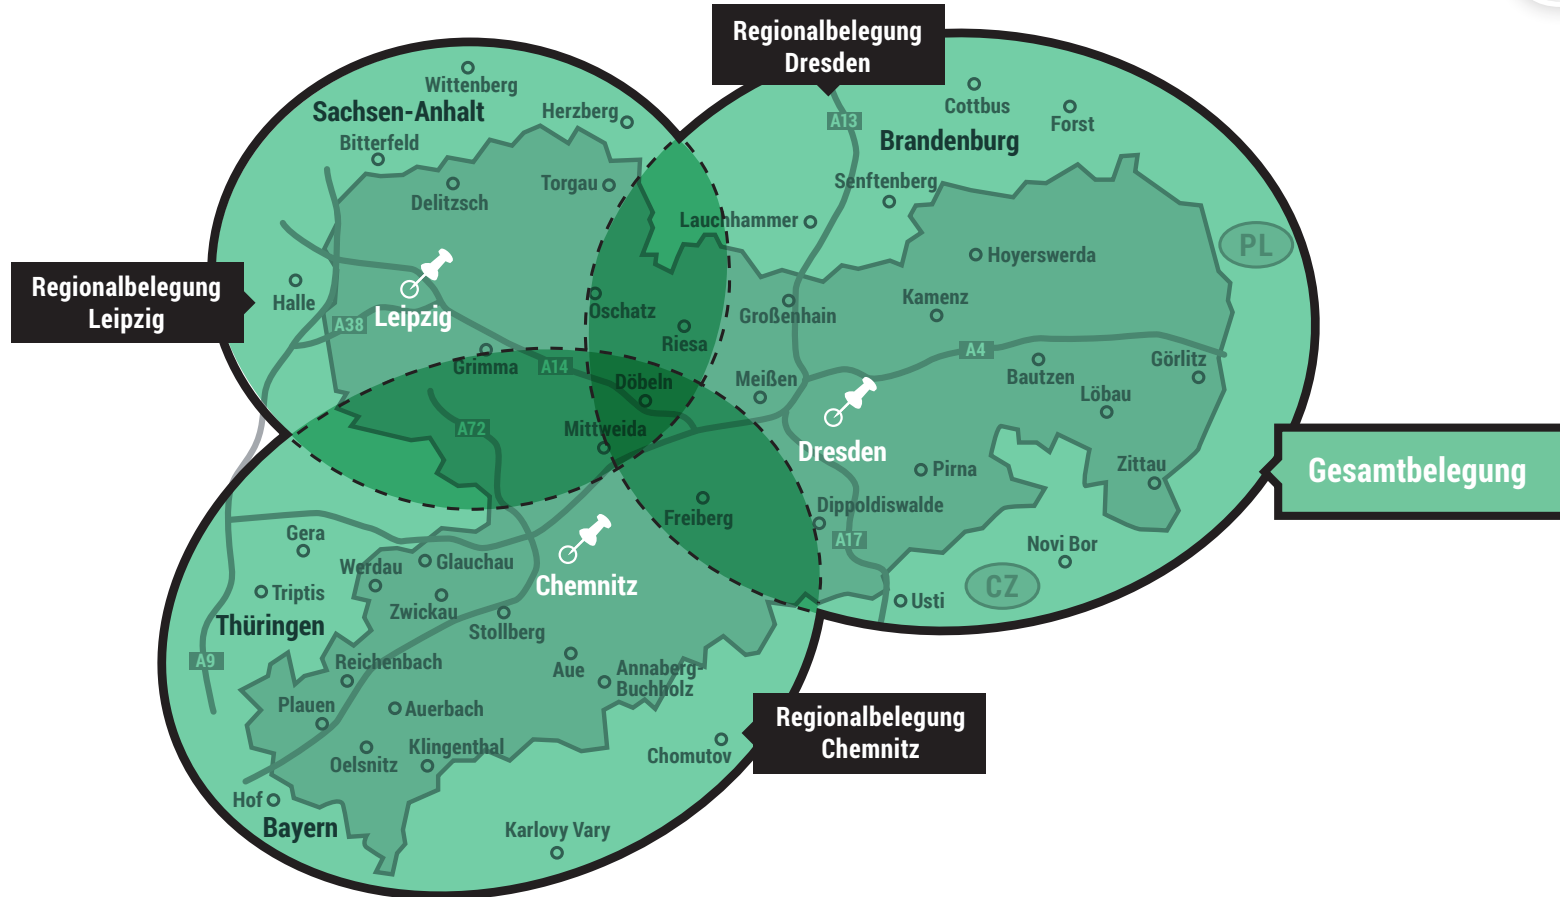 Regionalbelegung
Dresden
Wittenberg
Sachsen-Anhalt
Herzberg
Cottbus
Forst
A13
Brandenburg
Bitterfeld
Torgau
Senftenberg
Delitzsch
Lauchhammer
PL
Hoyerswerda
Regionalbelegung
Leipzig
Halle
Leipzig
A38
Oschatz
Riesa
Großenhain
Kamenz
A4
Görlitz
Grimma
A14
Döbeln
Meißen
Bautzen
Löbau
A72
Mittweida
Dresden
Pirna
Zittau
Gesamtbelegung
Freiberg
Dippoldiswalde
A17
Novi Bor
Gera
Werdau
Glauchau
Chemnitz
CZ
Triptis
Zwickau
Usti
Thüringen
Stollberg
A9
Reichenbach
Aue
Annaberg-
Buchholz
Plauen
Auerbach
Regionalbelegung
Chemnitz
Klingenthal
Oelsnitz
Chomutov
Hof
Bayern
Karlovy Vary